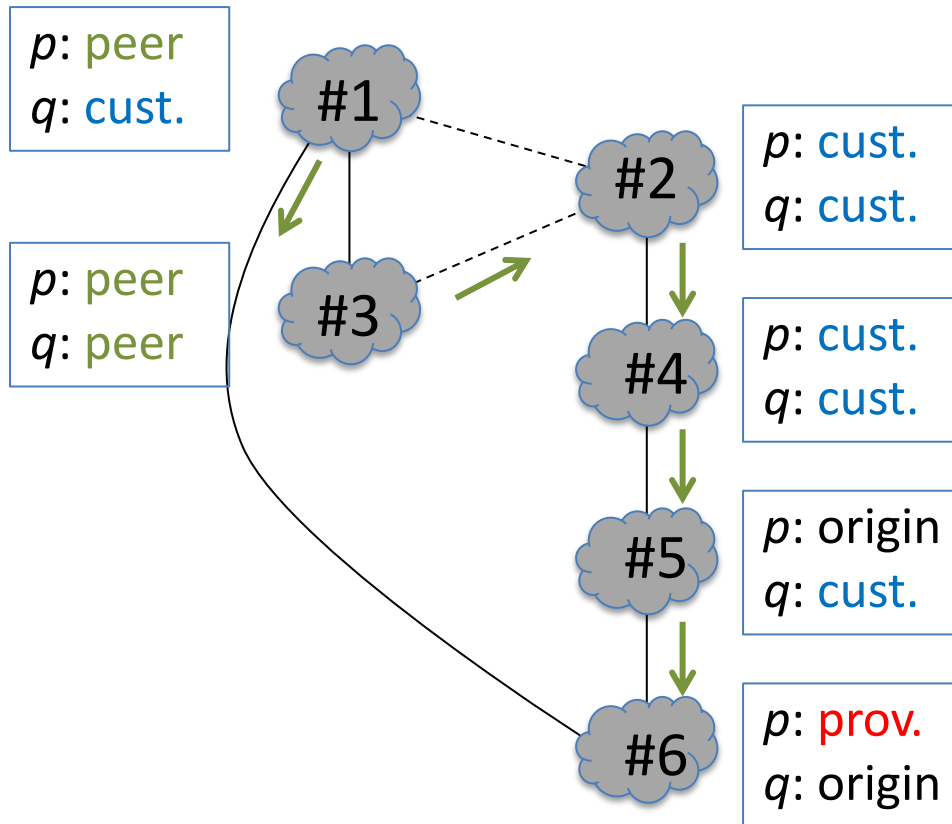 p: peer
q: cust.
#1
#2
p: cust.
q: cust.
p: peer
q: peer
#3
#4
p: cust.
q: cust.
#5
p: origin
q: cust.
#6
p: prov.
q: origin